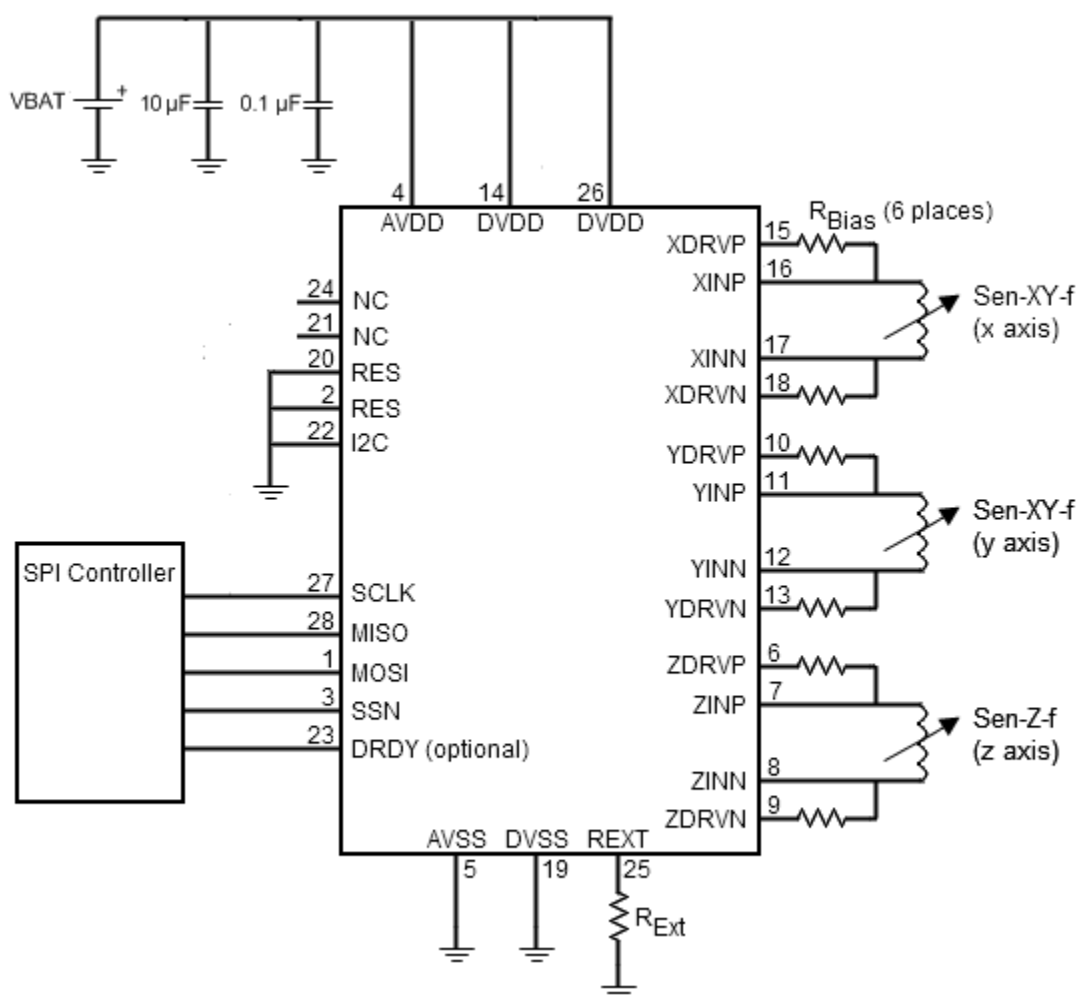 VBAT
+
10 µF
0.1 µF
4
14
26
AVDD
DVDD
DVDD
R_Bias (6 places)
15
XDRVP
16
XINP
Sen-XY-f
(x axis)
17
XINN
18
XDRVN
24
NC
21
NC
20
RES
2
RES
22
I2C
10
YDRVP
11
YINP
Sen-XY-f
(y axis)
12
YINN
13
YDRVN
SPI Controller
27
SCLK
28
MISO
1
MOSI
3
SSN
23
DRDY (optional)
6
ZDRVP
7
ZINP
Sen-Z-f
(z axis)
8
ZINN
9
ZDRVN
AVSS
DVSS
REXT
5
19
25
R_Ext